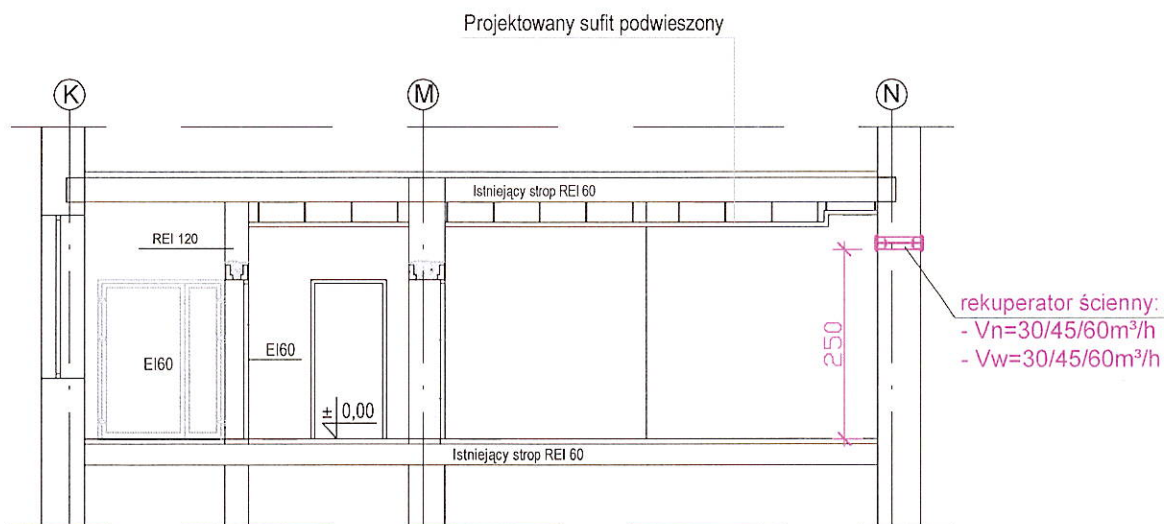 Projektowany sufit podwieszony
K
M
N
Istniejący strop REI 60
REI 120
rekuperator ścienny:
- Vn=30/45/60m³/h
- Vw=30/45/60m³/h
250
EI60
EI60
± 0,00
Istniejący strop REI 60